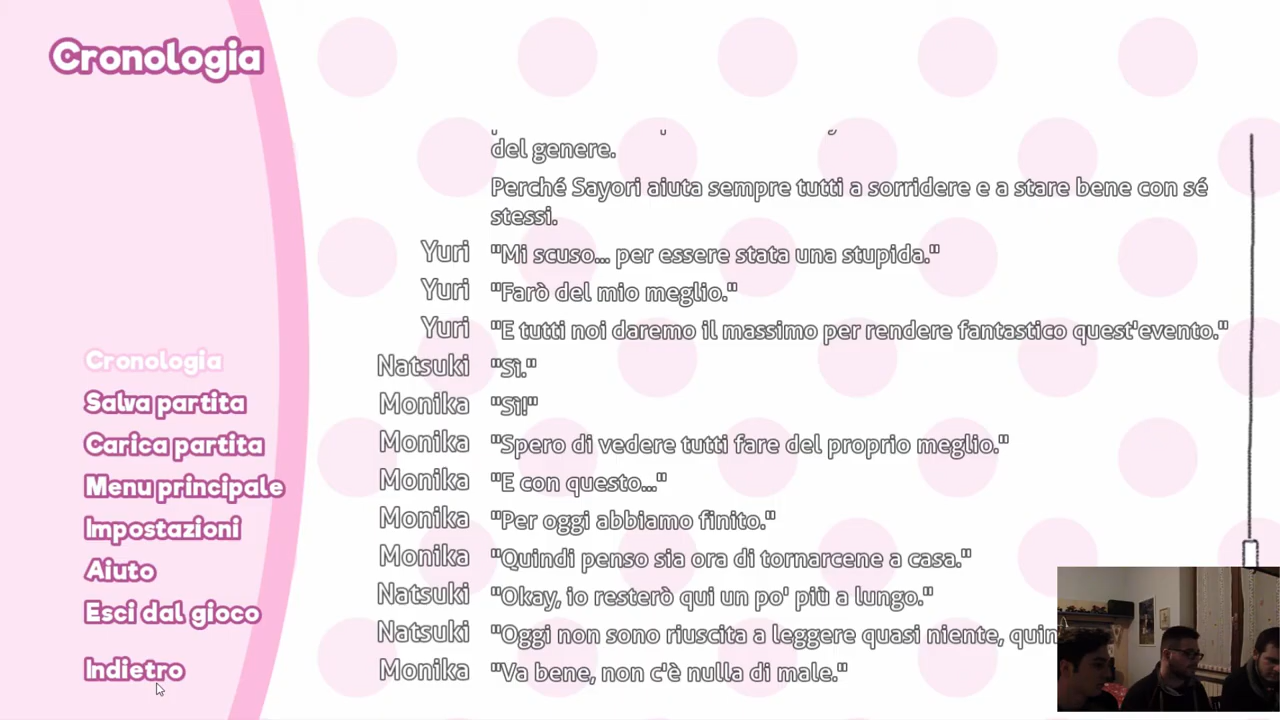 Cronologia
del genere.
Perché Sayori aiuta sempre tutti a sorridere e a stare bene con sé
stessi.
Yuri "Mi scuso... per essere stata una stupida."
Yuri "Farò del mio meglio."
Yuri "E tutti noi daremo il massimo per rendere fantastico quest'evento."
Natsuki "Sì."
Monika "Sì!"
Monika "Spero di vedere tutti fare del proprio meglio."
Monika "E con questo..."
Monika "Per oggi abbiamo finito."
Monika "Quindi penso sia ora di tornarcene a casa."
Natsuki "Okay, io resterò qui un po' più a lungo."
Natsuki "Oggi non sono riuscita a leggere quasi niente,
Monika "Va bene, non c'è nulla di male."
Cronologia
Salva partita
Carica partita
Menu principale
Impostazioni
Aiuto
Esci dal gioco
Indietro